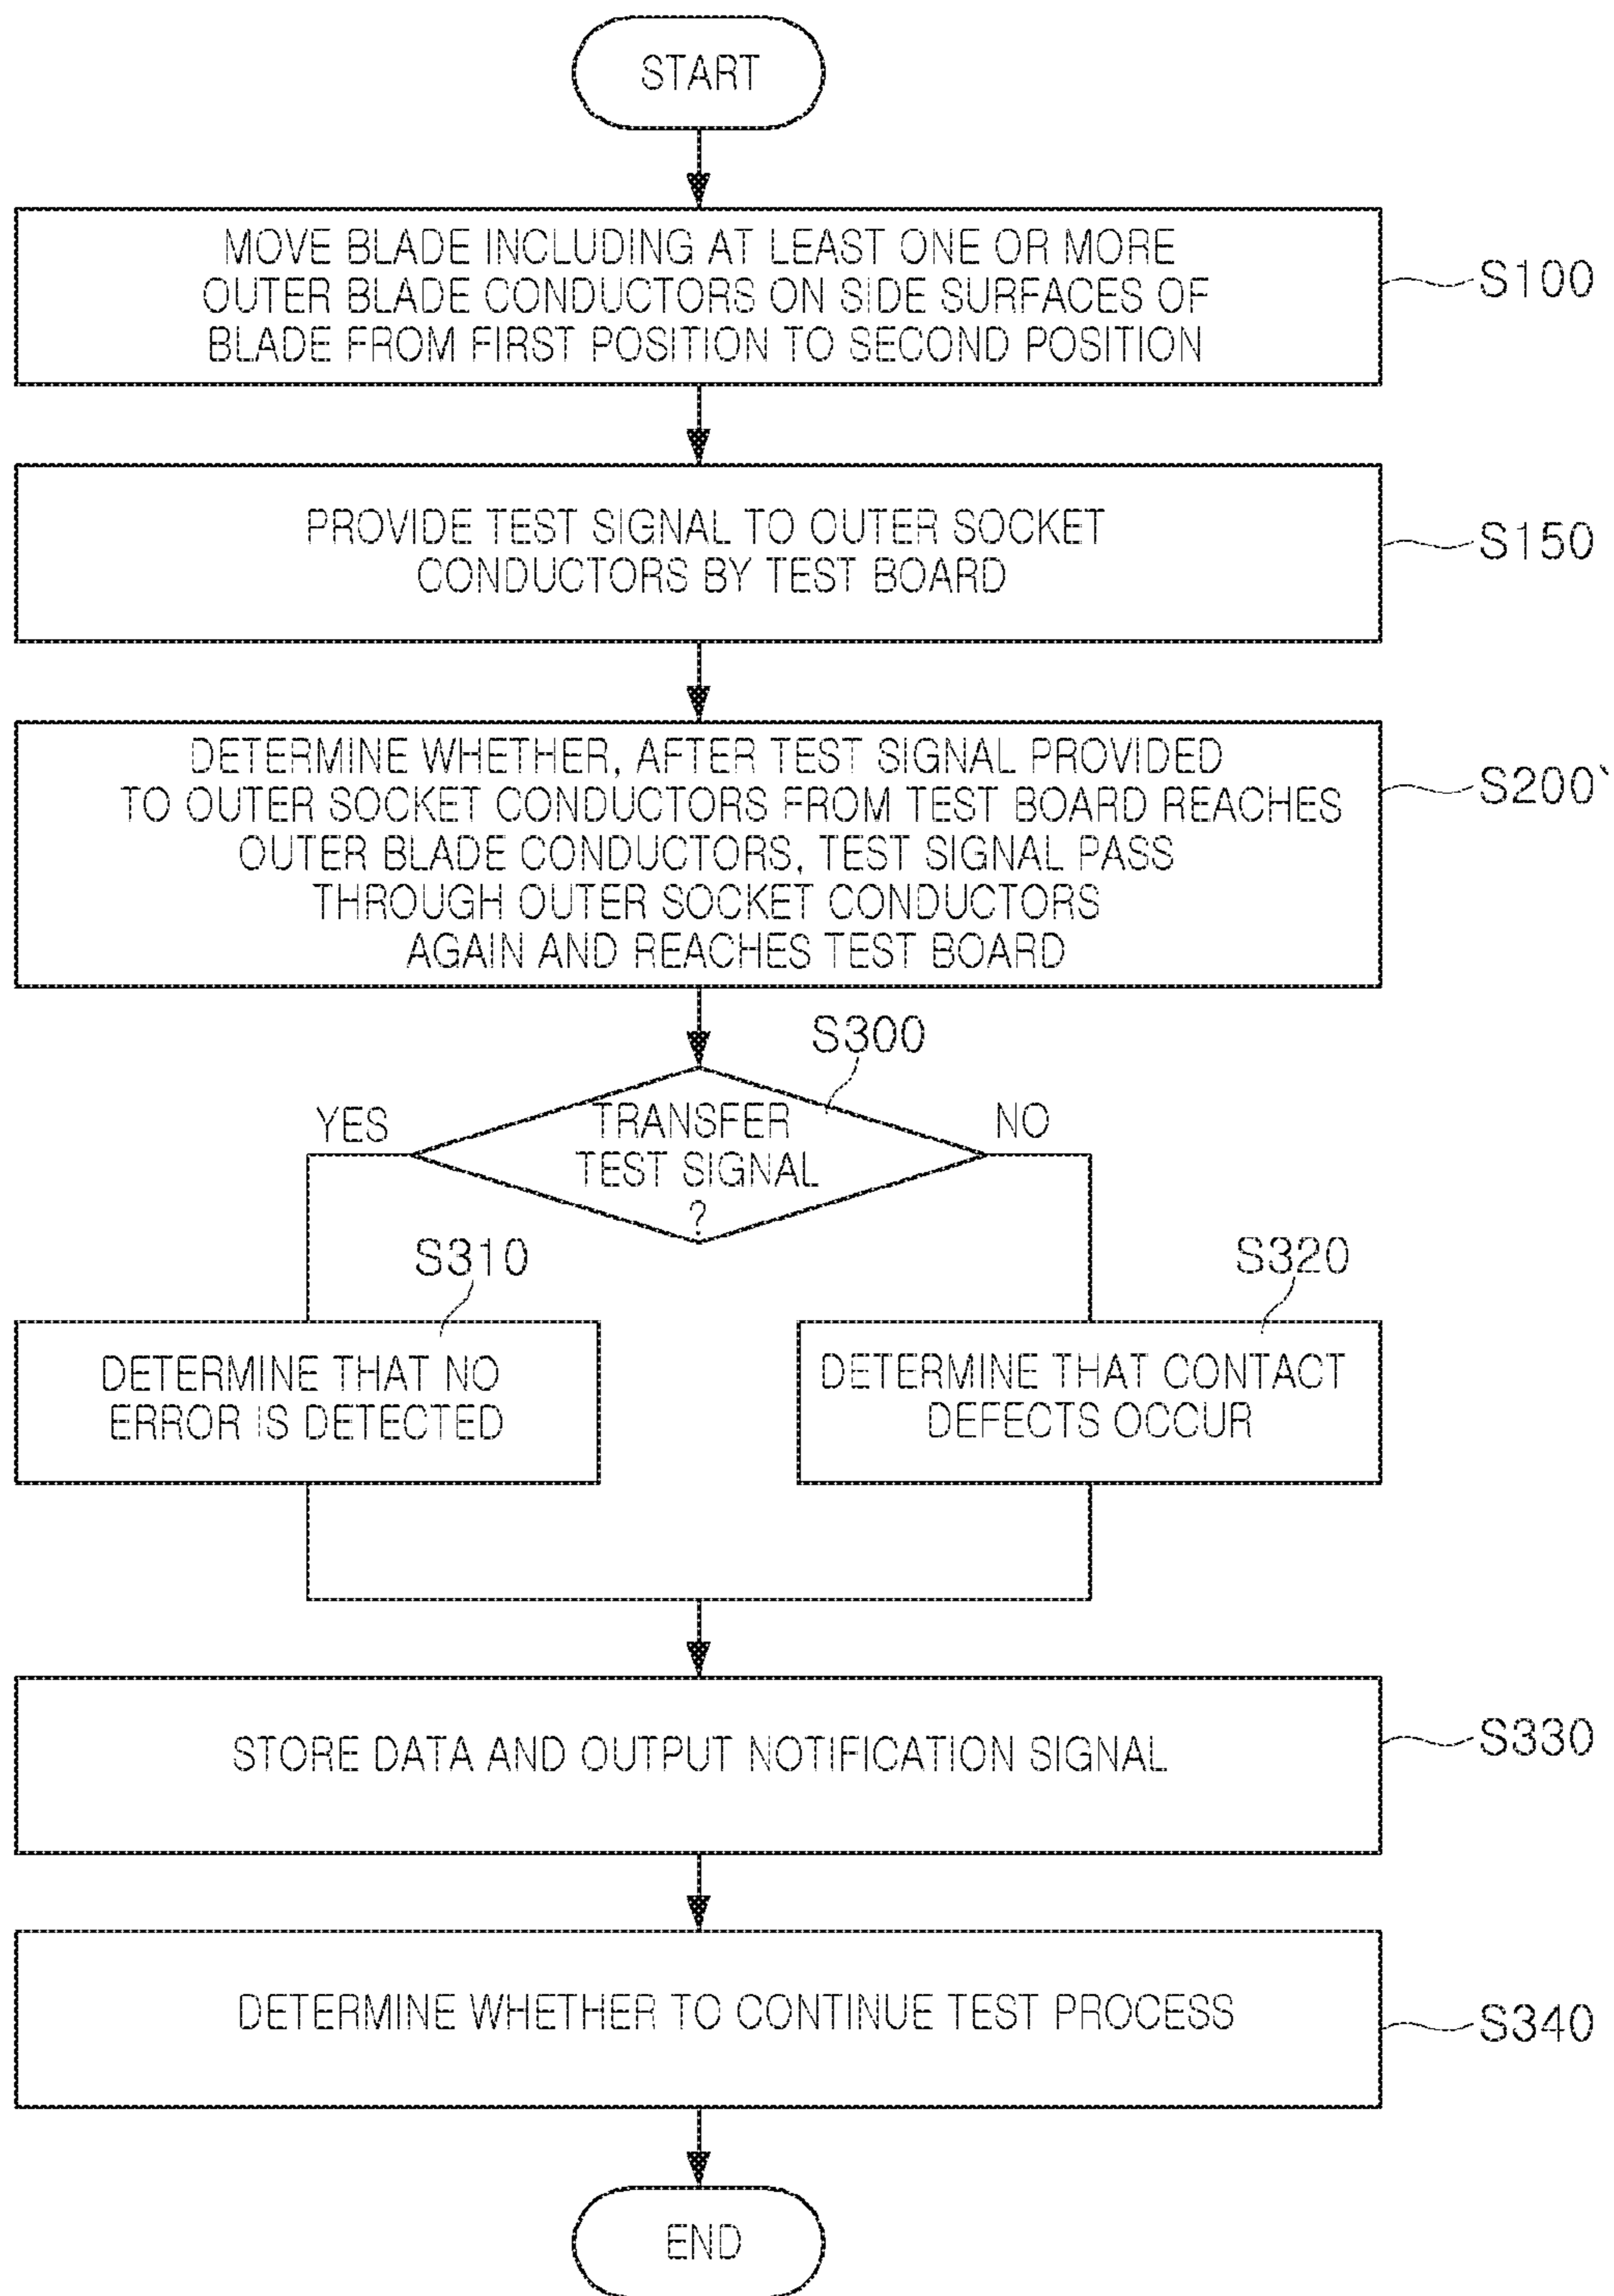 START
MOVE BLADE INCLUDING AT LEAST ONE OR MORE
OUTER BLADE CONDUCTORS ON SIDE SURFACES OF
BLADE FROM FIRST POSITION TO SECOND POSITION
S100
PROVIDE TEST SIGNAL TO OUTER SOCKET
CONDUCTORS BY TEST BOARD
S150
DETERMINE WHETHER, AFTER TEST SIGNAL PROVIDED
TO OUTER SOCKET CONDUCTORS FROM TEST BOARD REACHES
OUTER BLADE CONDUCTORS, TEST SIGNAL PASS
THROUGH OUTER SOCKET CONDUCTORS
AGAIN AND REACHES TEST BOARD
S200`
S300
YES
TRANSFER
TEST SIGNAL
?
NO
S310
S320
DETERMINE THAT NO
ERROR IS DETECTED
DETERMINE THAT CONTACT
DEFECTS OCCUR
STORE DATA AND OUTPUT NOTIFICATION SIGNAL
S330
DETERMINE WHETHER TO CONTINUE TEST PROCESS
S340
END